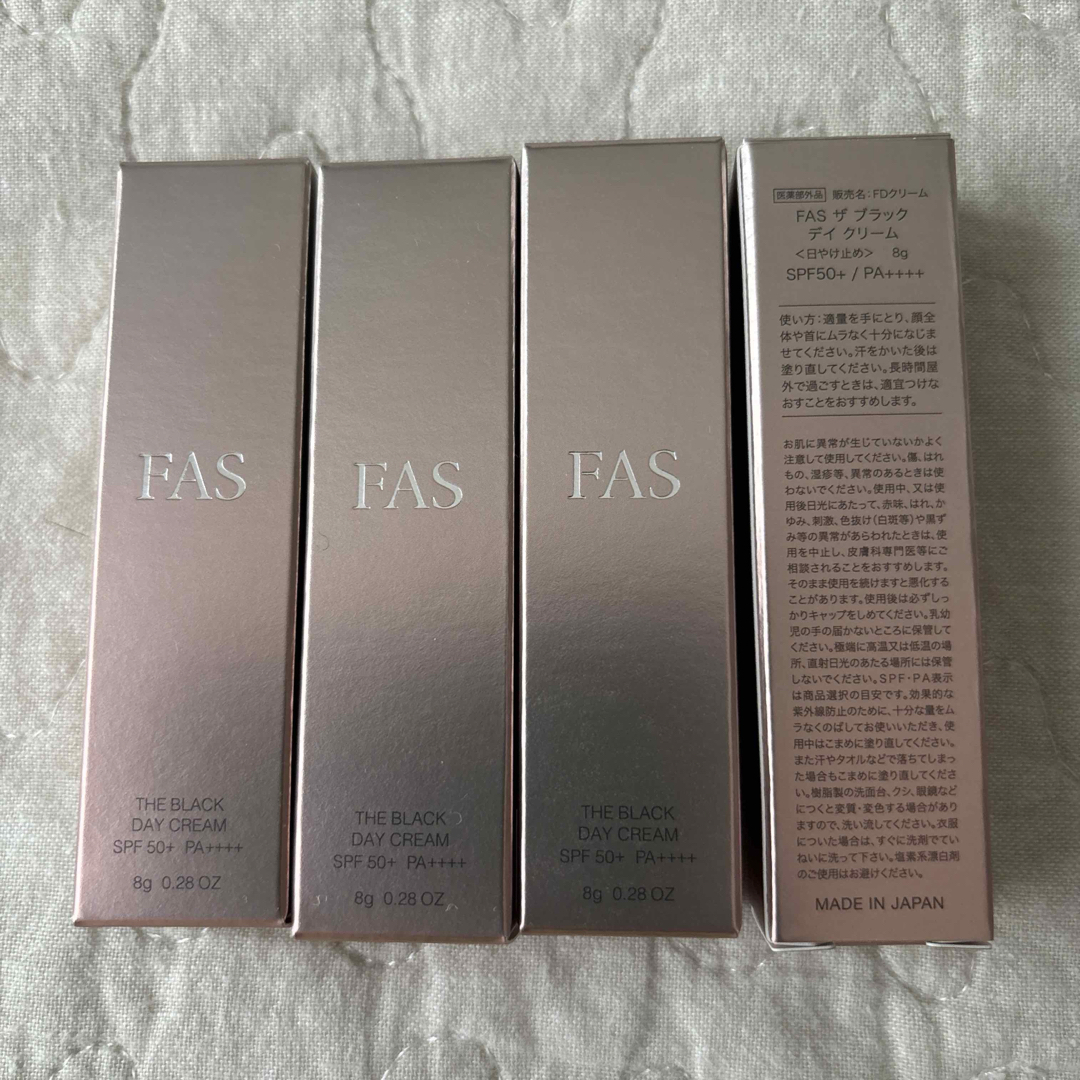 FAS
THE BLACK
DAY CREAM
SPF 50+ PA++++
8g 0.28 OZ
FAS
THE BLACK
DAY CREAM
SPF 50+ PA++++
8g 0.28 OZ
FAS
THE BLACK
DAY CREAM
SPF 50+ PA++++
8g 0.28 OZ
医薬部外品 販売名:FDクリーム
FAS ザ ブラック
デイ クリーム
<日やけ止め> 8g
SPF50+ / PA++++
使い方:適量を手にとり、顔全
体や首にムラなく十分になじま
せてください。汗をかいた後は
塗り直してください。長時間屋
外で過ごすときは、適宜つけな
おすことをおすすめします。
お肌に異常が生じていないかよく
注意して使用してください。傷、はれ
もの、湿疹等、異常のあるときは使
わないでください。使用中、又は使
用後日光にあたって、赤味、はれ、か
ゆみ、刺激、色抜け(白斑等)や黒ず
み等の異常があらわれたときは、使
用を中止し、皮膚科専門医等にご
相談されることをおすすめします。
そのまま使用を続けますと悪化する
ことがあります。使用後は必ずしっ
かりキャップをしめてください。乳幼
児の手の届かないところに保管して
ください。極端に高温又は低温の場
所、直射日光のあたる場所には保管
しないでください。SPF・PA表示
は商品選択の目安です。効果的な
紫外線防止のために、十分な量をム
ラなくのばしてお使いいただき、使
用中はこまめに塗り直してください。
また汗やタオルなどで落ちてしまっ
た場合もこまめに塗り直してくださ
い。樹脂製の洗面台、クシ、眼鏡など
につくと変質・変色する場合があり
ますので、洗い流してください。衣服
についた場合は、すぐに洗剤でてい
ねいに洗って下さい。塩素系漂白剤
のご使用はお避けください。
MADE IN JAPAN